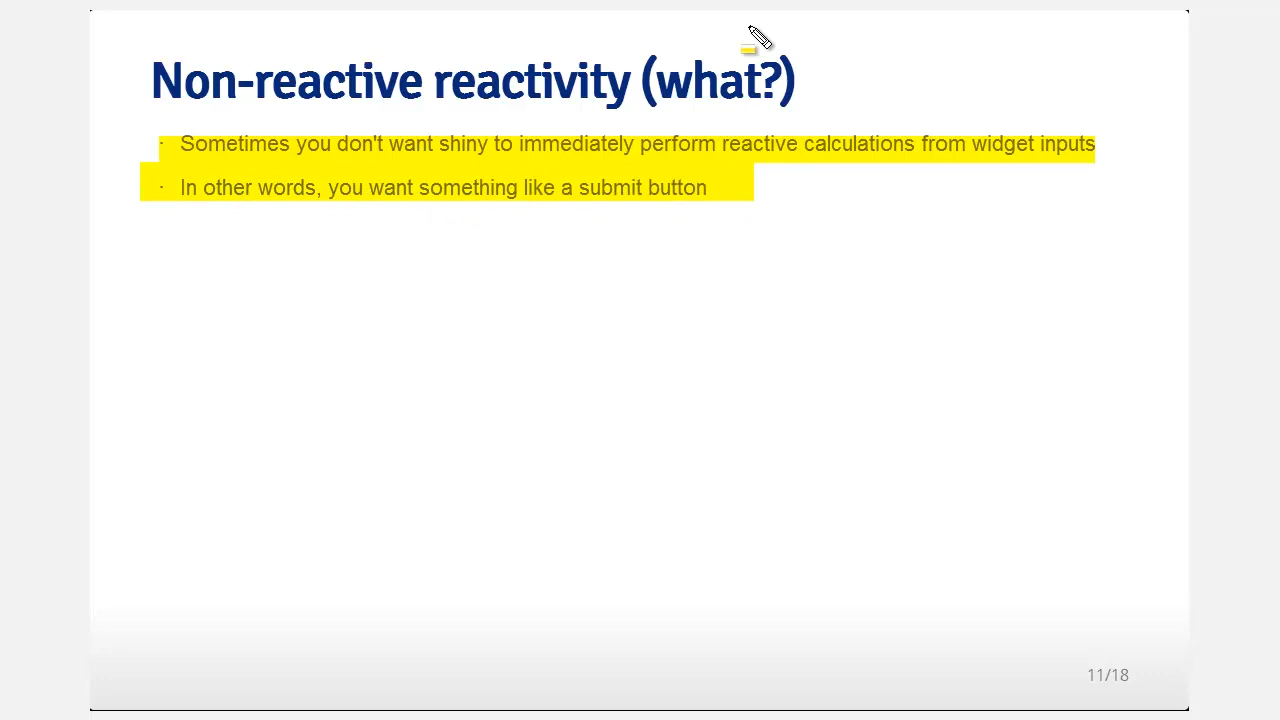 Non-reactive reactivity (what?)
· Sometimes you don't want shiny to immediately perform reactive calculations from widget inputs
· In other words, you want something like a submit button
11/18